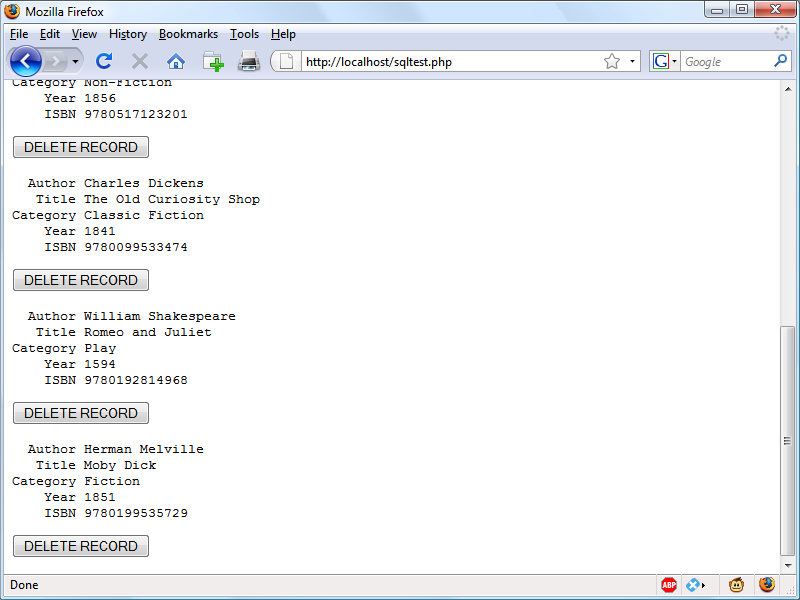 Mozilla Firefox
File Edit View History Bookmarks Tools Help
http://localhost/sqltest.php
G Google
Category Non-Fiction
Year 1856
ISBN 9780517123201
DELETE RECORD
Author Charles Dickens
Title The Old Curiosity Shop
Category Classic Fiction
Year 1841
ISBN 9780099533474
DELETE RECORD
Author William Shakespeare
Title Romeo and Juliet
Category Play
Year 1594
ISBN 9780192814968
DELETE RECORD
Author Herman Melville
Title Moby Dick
Category Fiction
Year 1851
ISBN 9780199535729
DELETE RECORD
Done
ABP